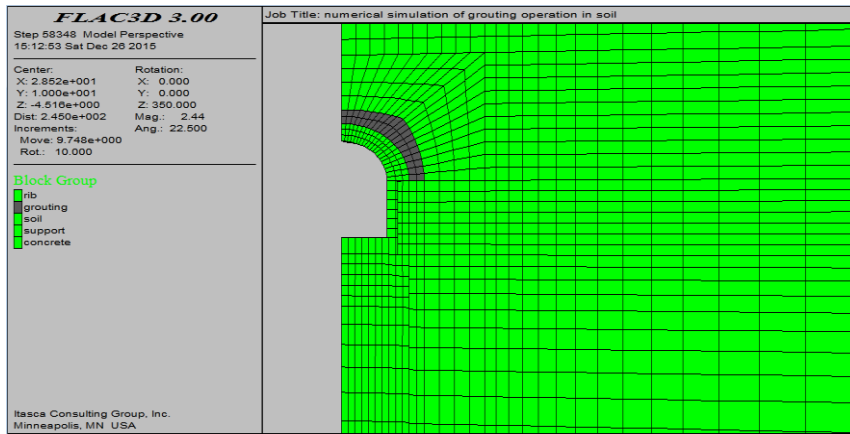 FLAC3D 3.00
Step 58348 Model Perspective
15:12:53 Sat Dec 26 2015
Center:
X: 2.852e+001
Y: 1.000e+001
Z: -4.516e+000
Dist: 2.450e+002
Increments:
Move: 9.748e+000
Rot.: 10.000
Rotation:
X: 0.000
Y: 0.000
Z: 350.000
Mag.: 2.44
Ang.: 22.500
Block Group
rib
grouting
soil
support
concrete
Itasca Consulting Group, Inc.
Minneapolis, MN USA
Job Title: numerical simulation of grouting operation in soil